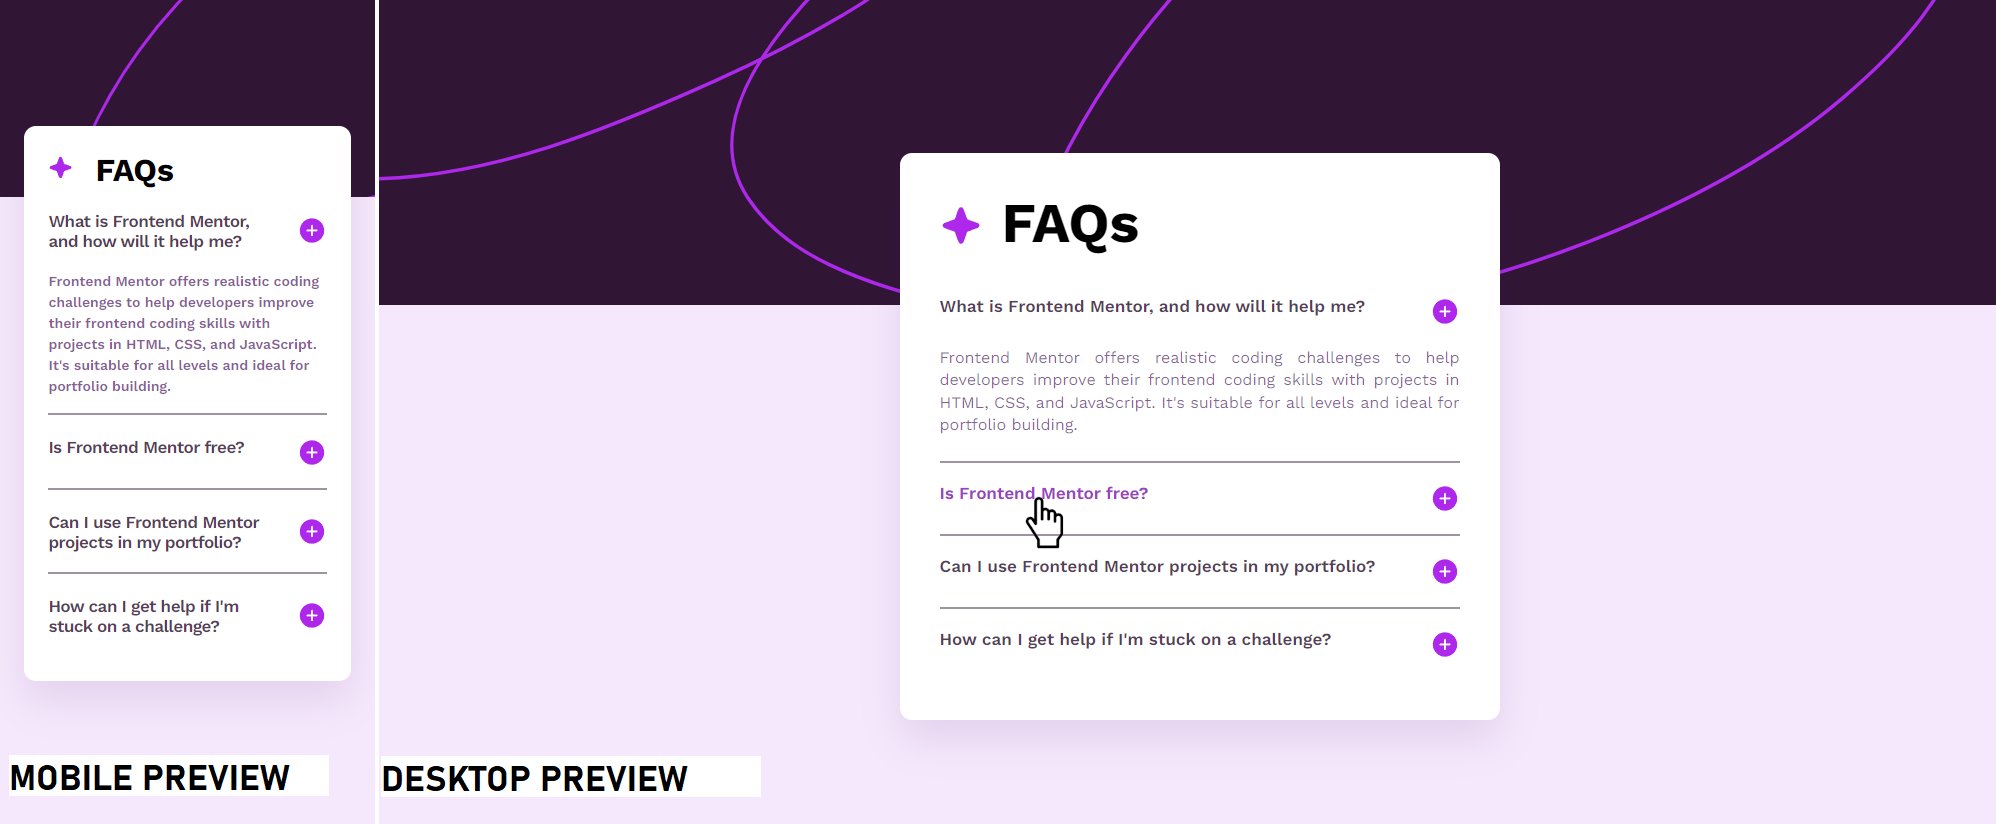 FAQs
What is Frontend Mentor,
and how will it help me?
Frontend Mentor offers realistic coding
challenges to help developers improve
their frontend coding skills with
projects in HTML, CSS, and JavaScript.
It's suitable for all levels and ideal for
portfolio building.
Is Frontend Mentor free?
Can I use Frontend Mentor
projects in my portfolio?
How can I get help if I'm
stuck on a challenge?
MOBILE PREVIEW
FAQs
What is Frontend Mentor, and how will it help me?
Frontend Mentor offers realistic coding challenges to help
developers improve their frontend coding skills with projects in
HTML, CSS, and JavaScript. It's suitable for all levels and ideal for
portfolio building.
Is Frontend Mentor free?
Can I use Frontend Mentor projects in my portfolio?
How can I get help if I'm stuck on a challenge?
DESKTOP PREVIEW